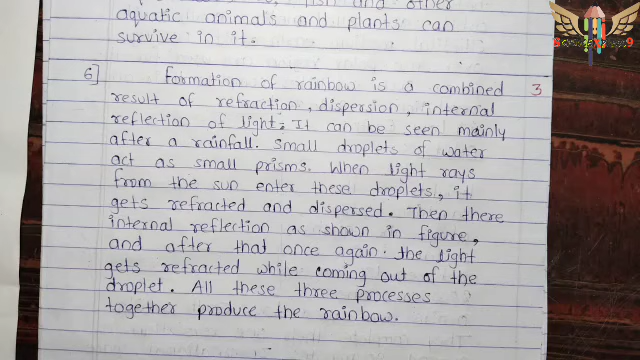 fish and other
aquatic animals and plants can
survive in it.
6] Formation of rainbow is a combined 3
result of refraction, dispersion, internal
reflection of light. It can be seen mainly
after a rainfall. Small droplets of water
act as small prisms. When light rays
from the sun enter these droplets, it
gets refracted and dispersed. Then there
internal reflection as shown in figure,
and after that once again. the light
gets refracted while coming out of the
droplet. All these three processes
together produce the rainbow.